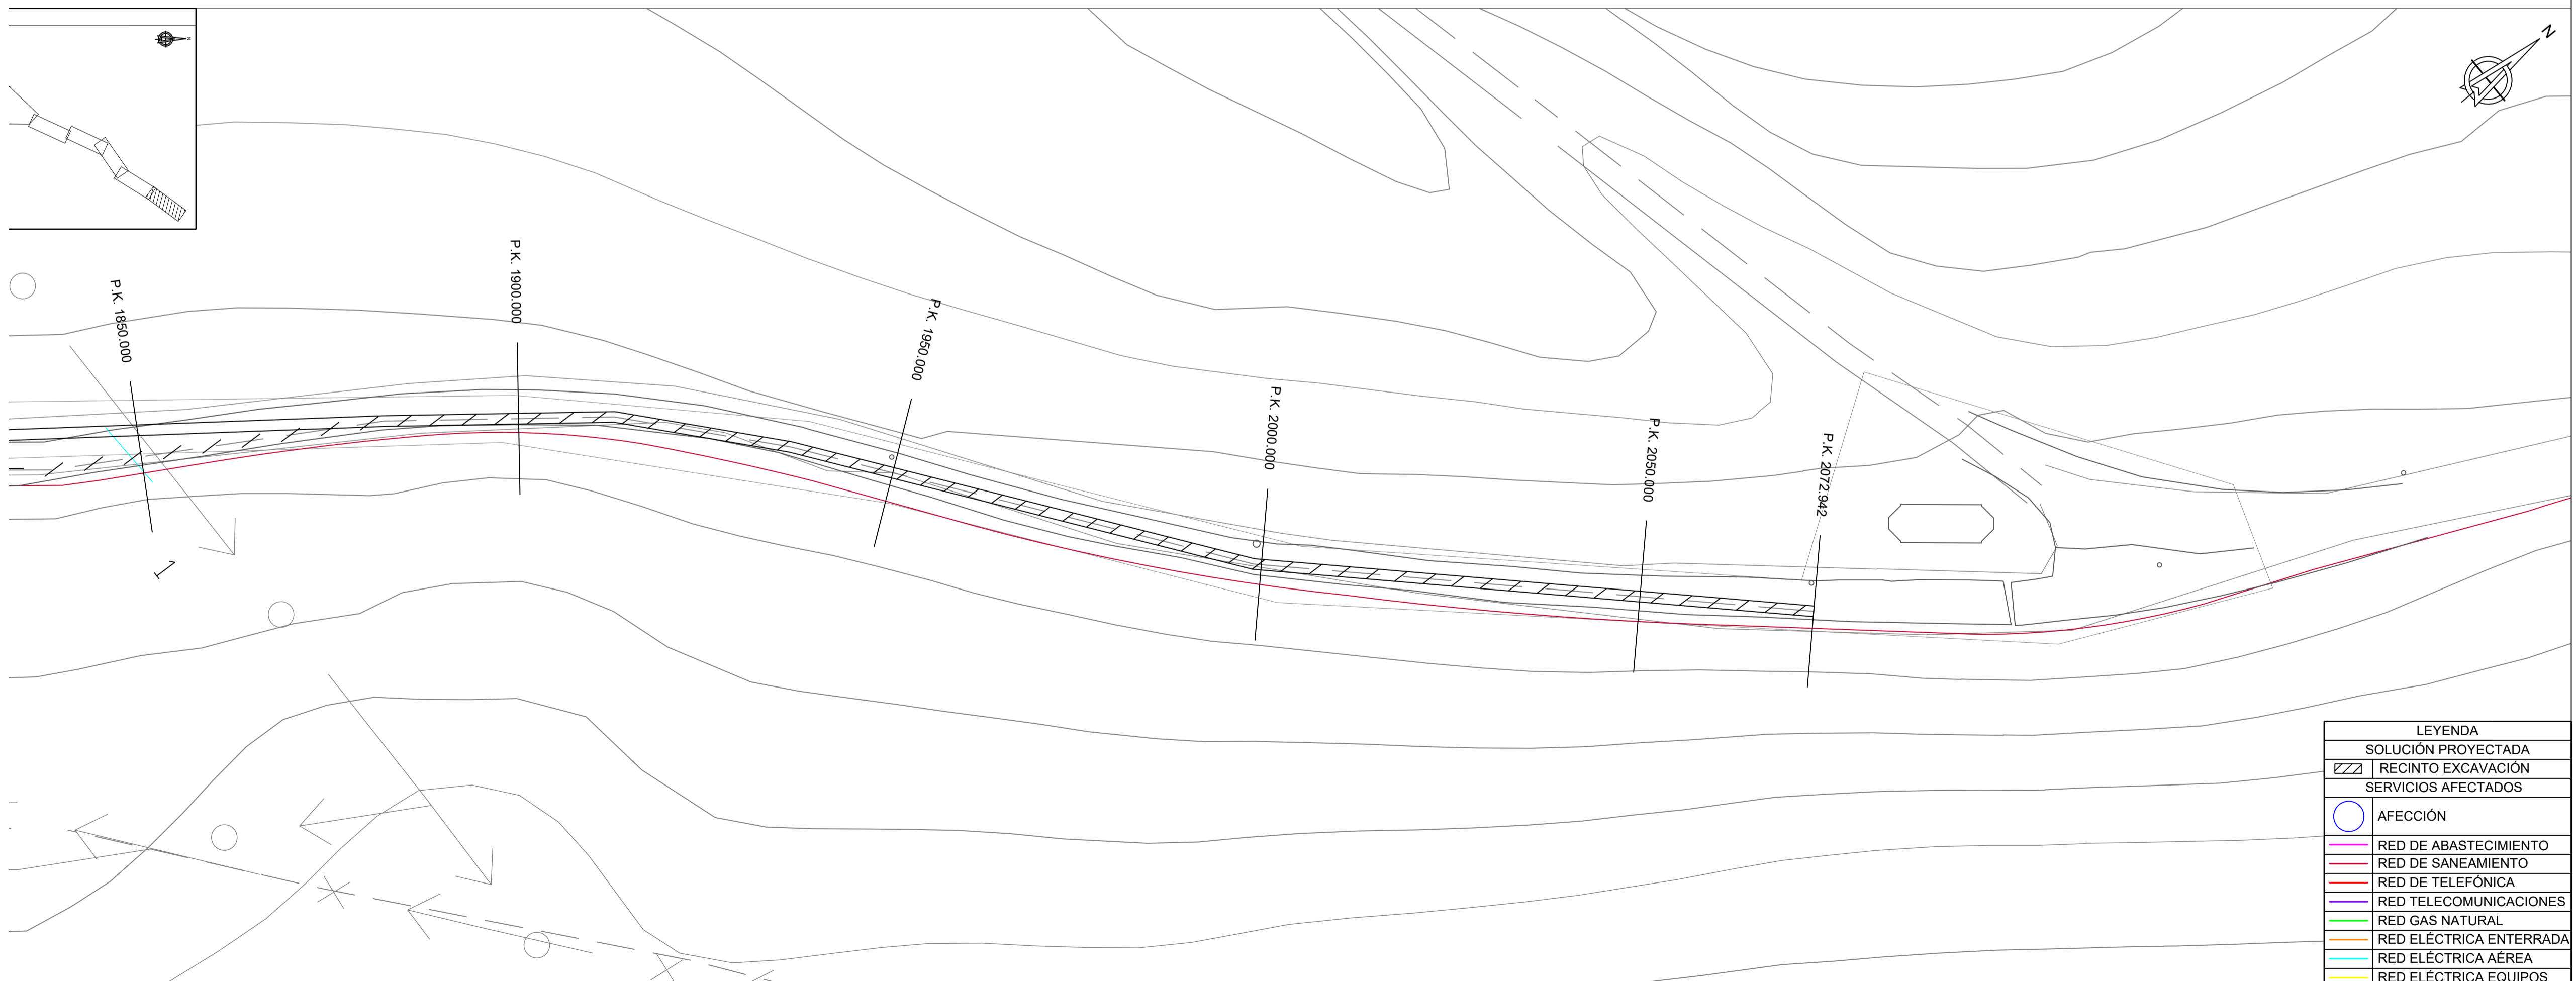 N
N
P.K. 1850.000
P.K. 1900.000
P.K. 1950.000
P.K. 2000.000
P.K. 2050.000
P.K. 2072.942
1
LEYENDA
SOLUCIÓN PROYECTADA
RECINTO EXCAVACIÓN
SERVICIOS AFECTADOS
AFECCIÓN
RED DE ABASTECIMIENTO
RED DE SANEAMIENTO
RED DE TELEFÓNICA
RED TELECOMUNICACIONES
RED GAS NATURAL
RED ELÉCTRICA ENTERRADA
RED ELÉCTRICA AÉREA
RED ELÉCTRICA EQUIPOS